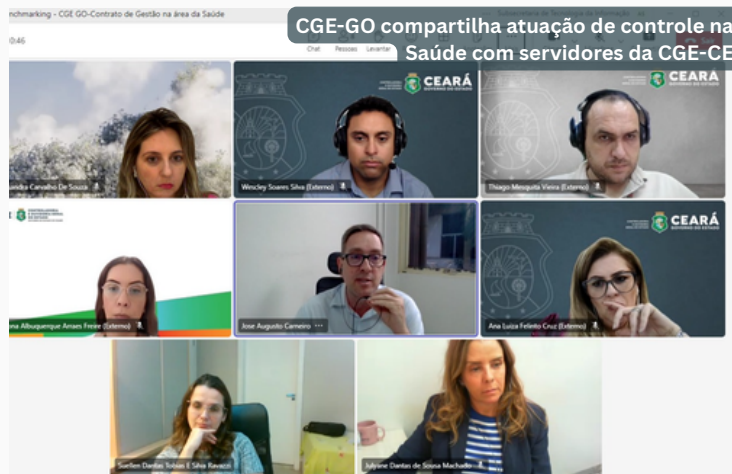 nchmarking - CGE GO-Contrato de Gestão na área da Saúde
CGE-GO compartilha atuação de controle na
Saúde com servidores da CGE-CE
0:46
Chat
Pessoas
Levantar
CEARÁ
GOVERNO DO ESTADO
CEARÁ
GOVERNO DO ESTADO
andra Carvalho De Souza
Wescley Soares Silva (Externo)
Thiago Mesquita Vieira (Externo)
CEARÁ
GOVERNO DO ESTADO
na Albuquerque Arraes Freire (Externo)
Jose Augusto Carneiro
Ana Luiza Felinto Cruz (Externo)
Suellen Dantas Tobias E Silva Ravazzi
Julyane Dantas de Sousa Machado